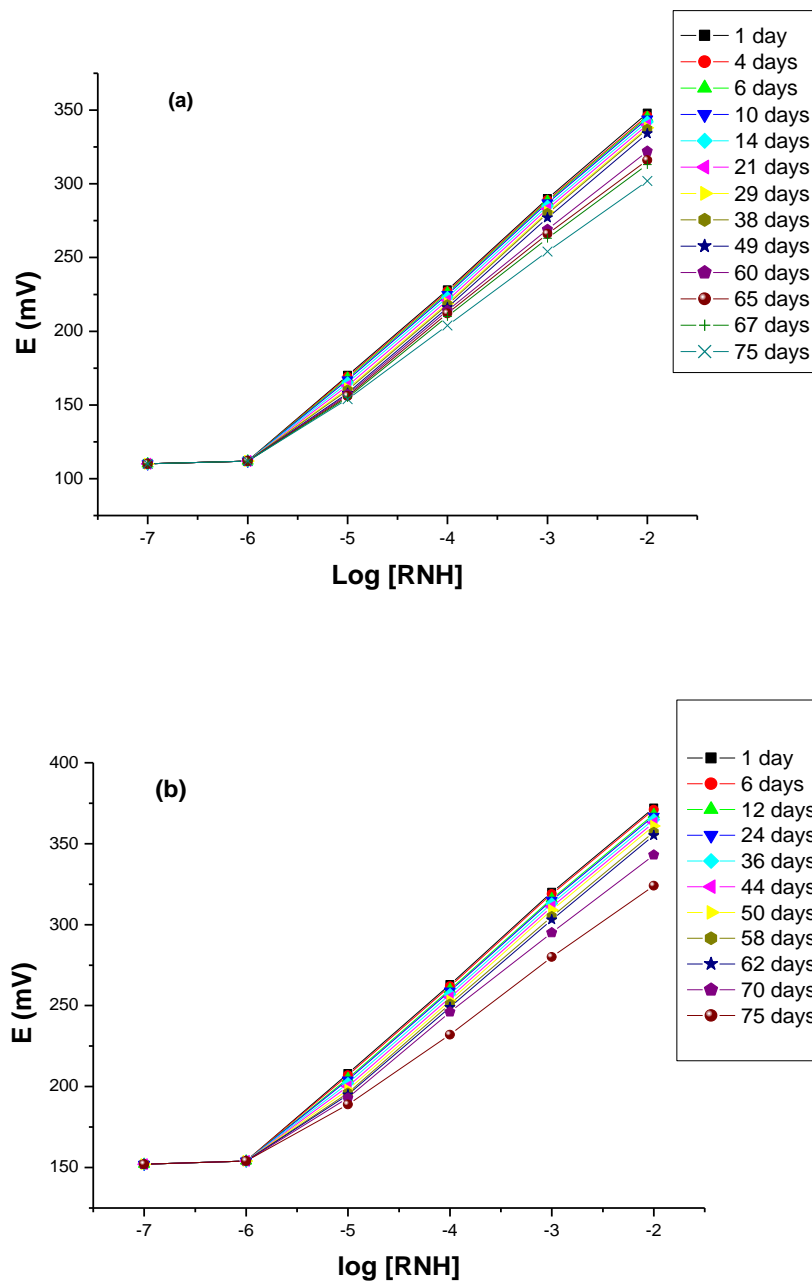 (a)
1 day
4 days
6 days
10 days
14 days
21 days
29 days
38 days
49 days
60 days
65 days
67 days
75 days
E (mV)
350
300
250
200
150
100
-7 -6 -5 -4 -3 -2
Log [RNH]
(b)
1 day
6 days
12 days
24 days
36 days
44 days
50 days
58 days
62 days
70 days
75 days
E (mV)
400
350
300
250
200
150
-7 -6 -5 -4 -3 -2
log [RNH]